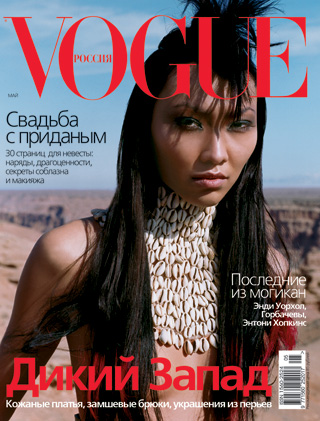 VOGUE
РОССИЯ
МАЙ
Свадьба
с приданым
30 страниц для невесты:
наряды, драгоценности,
секреты соблазна
и макияжа
Последние
из могикан
Энди Уорхол,
Горбачевы,
Энтони Хопкинс
Дикий Запад
Кожаные платья, замшевые брюки, украшения из перьев
05